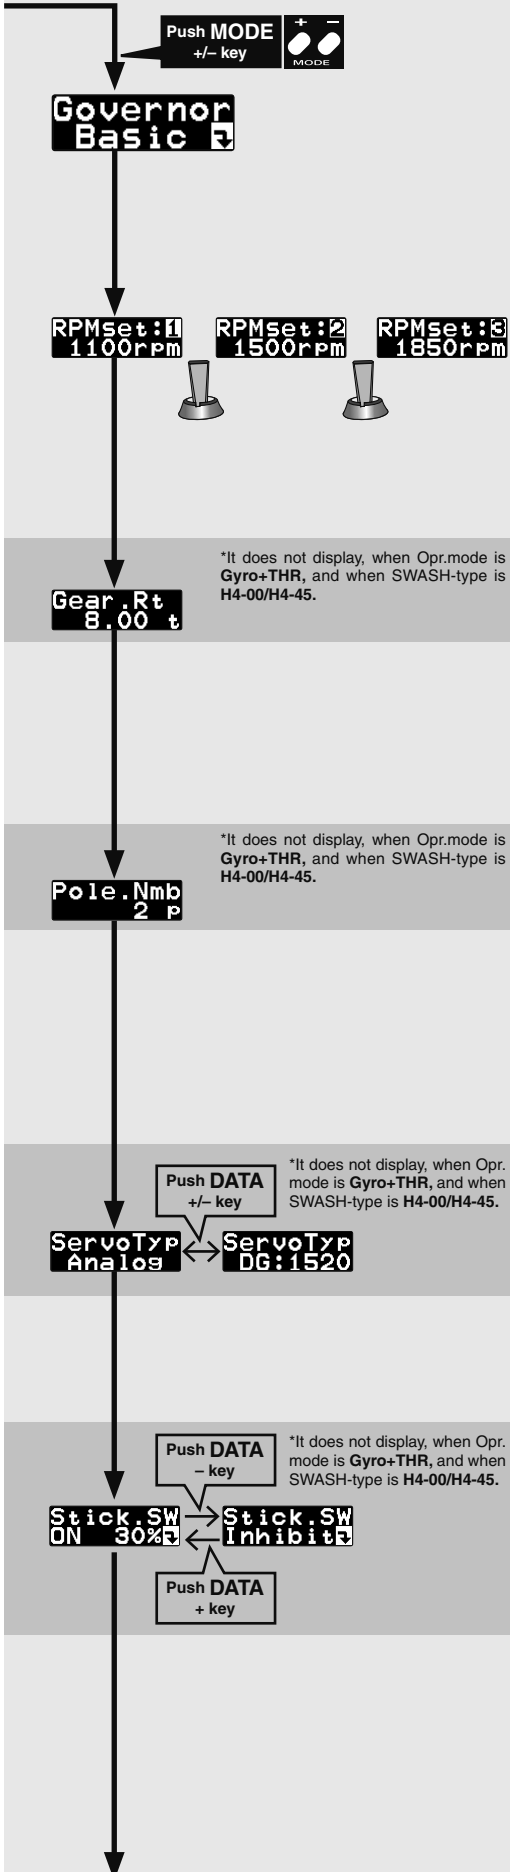 Push MODE
+/– key
+ –
MODE
Governor
Basic
RPMset:1
1100rpm
RPMset:2
1500rpm
RPMset:3
1850rpm
*It does not display, when Opr.mode is
Gyro+THR, and when SWASH-type is
H4-00/H4-45.
Gear.Rt
8.00 t
*It does not display, when Opr.mode is
Gyro+THR, and when SWASH-type is
H4-00/H4-45.
Pole.Nmb
2 p
*It does not display, when Opr.
mode is Gyro+THR, and when
SWASH-type is H4-00/H4-45.
Push DATA
+/– key
ServoTyp
Analog
ServoTyp
DG:1520
*It does not display, when Opr.
mode is Gyro+THR, and when
SWASH-type is H4-00/H4-45.
Push DATA
– key
Stick.SW
ON 30%
Stick.SW
Inhibit
Push DATA
+ key